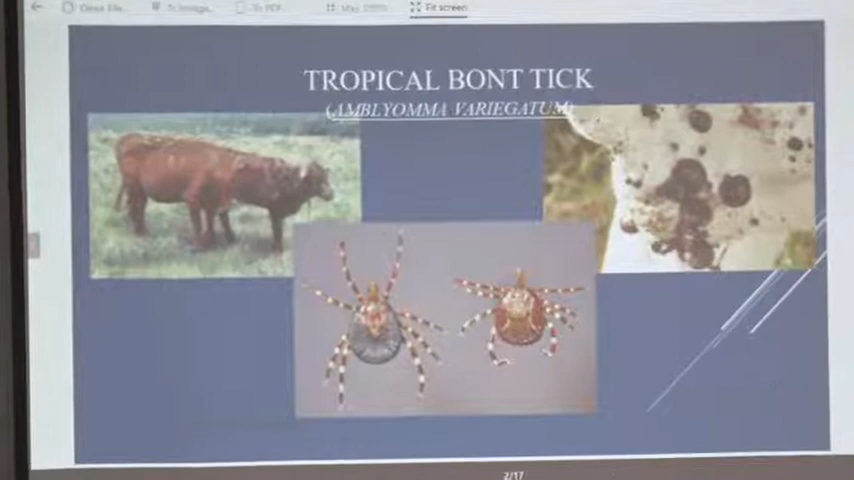 Fit screen
TROPICAL BONT TICK
(AMBLYOMMA VARIEGATUM)
2/17